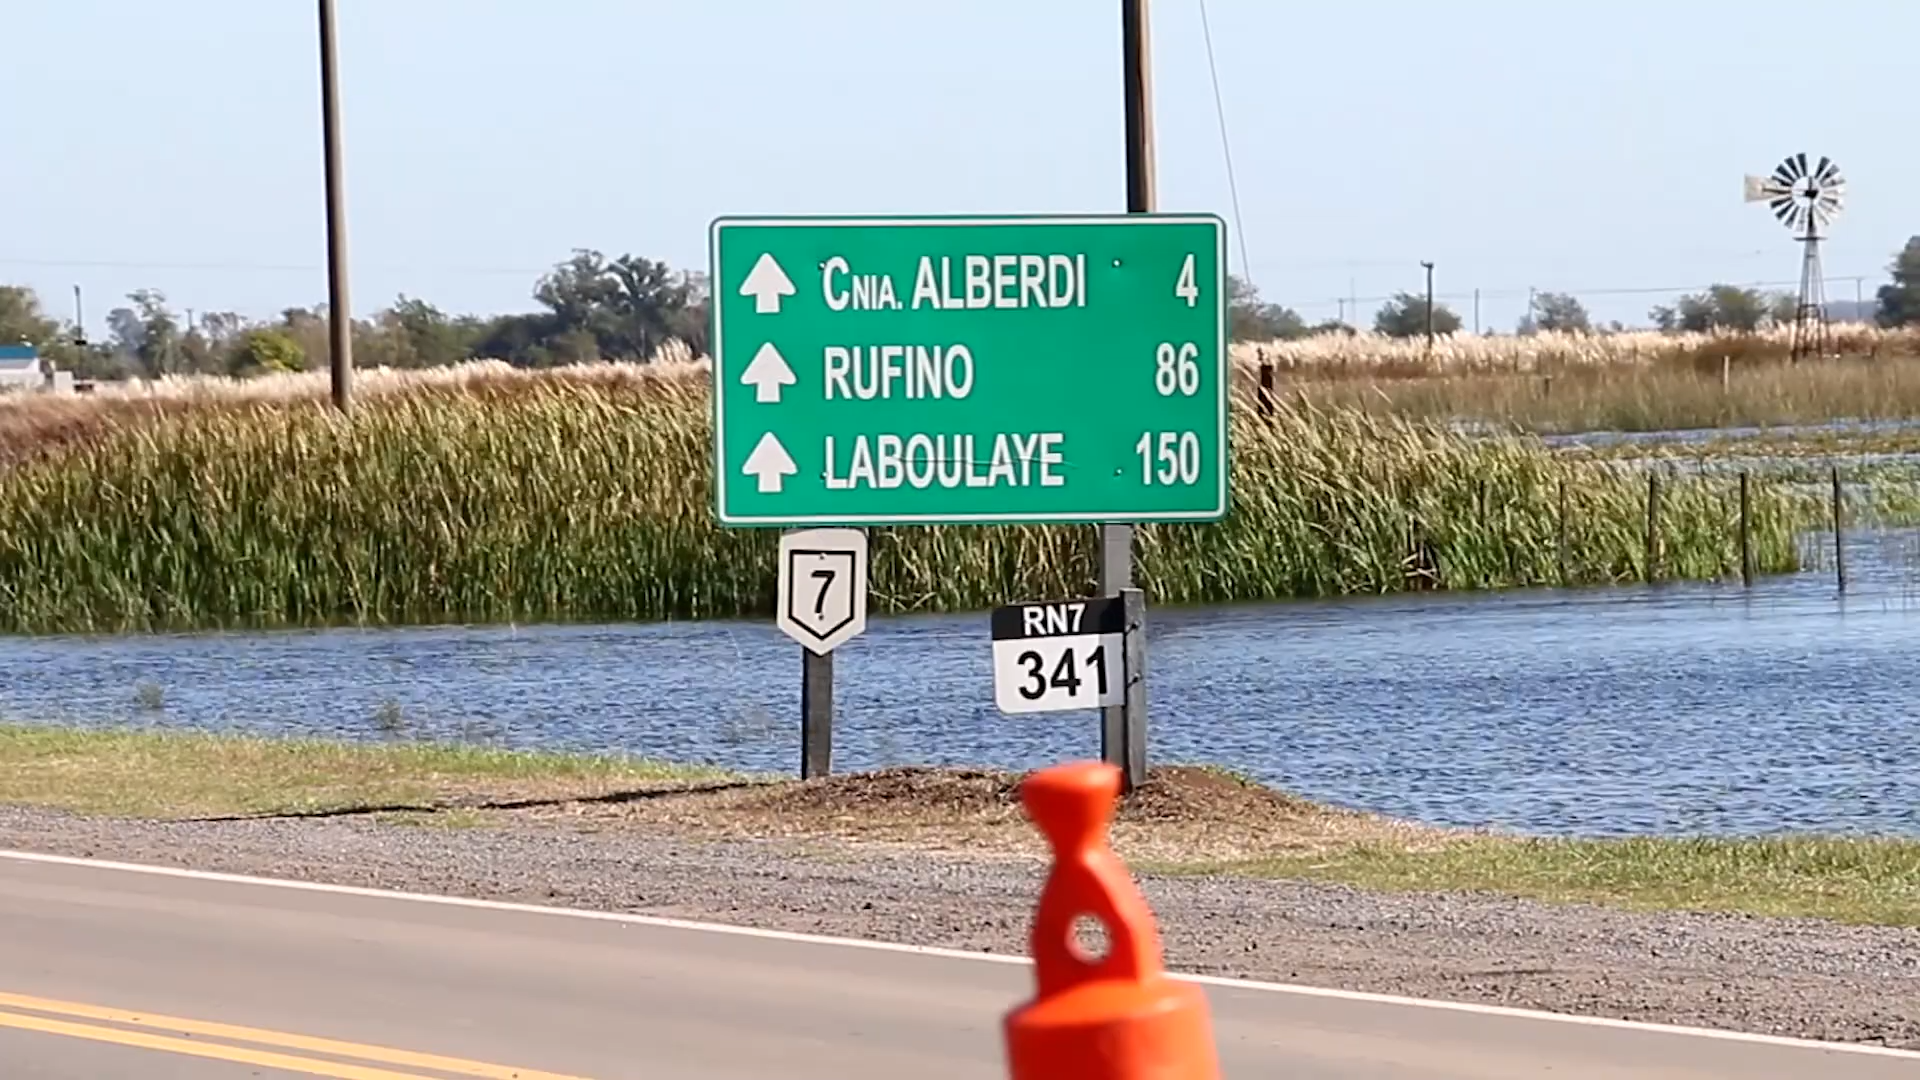 CNIA. ALBERDI 4
RUFINO 86
LABOULAYE 150
7
RN7
341